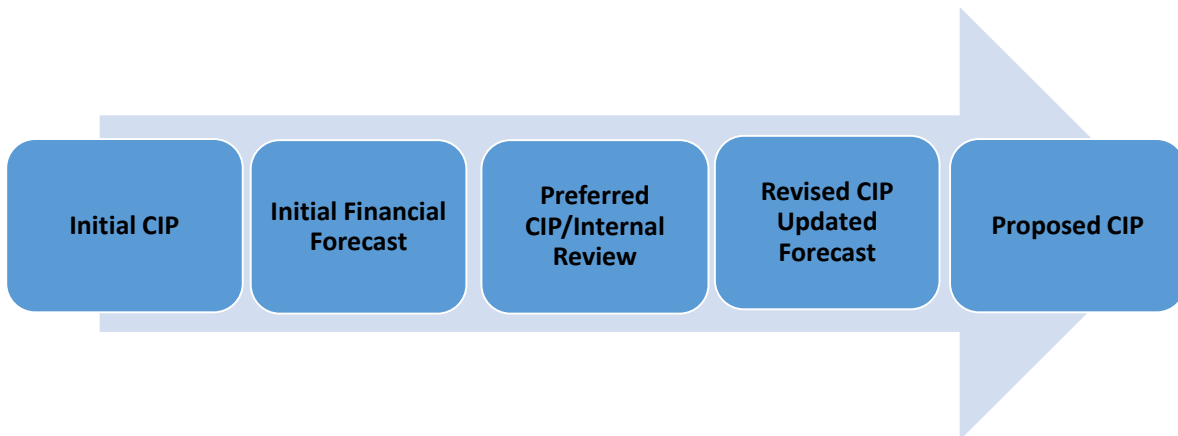 Initial CIP
Initial Financial
Forecast
Preferred
CIP/Internal
Review
Revised CIP
Updated
Forecast
Proposed CIP